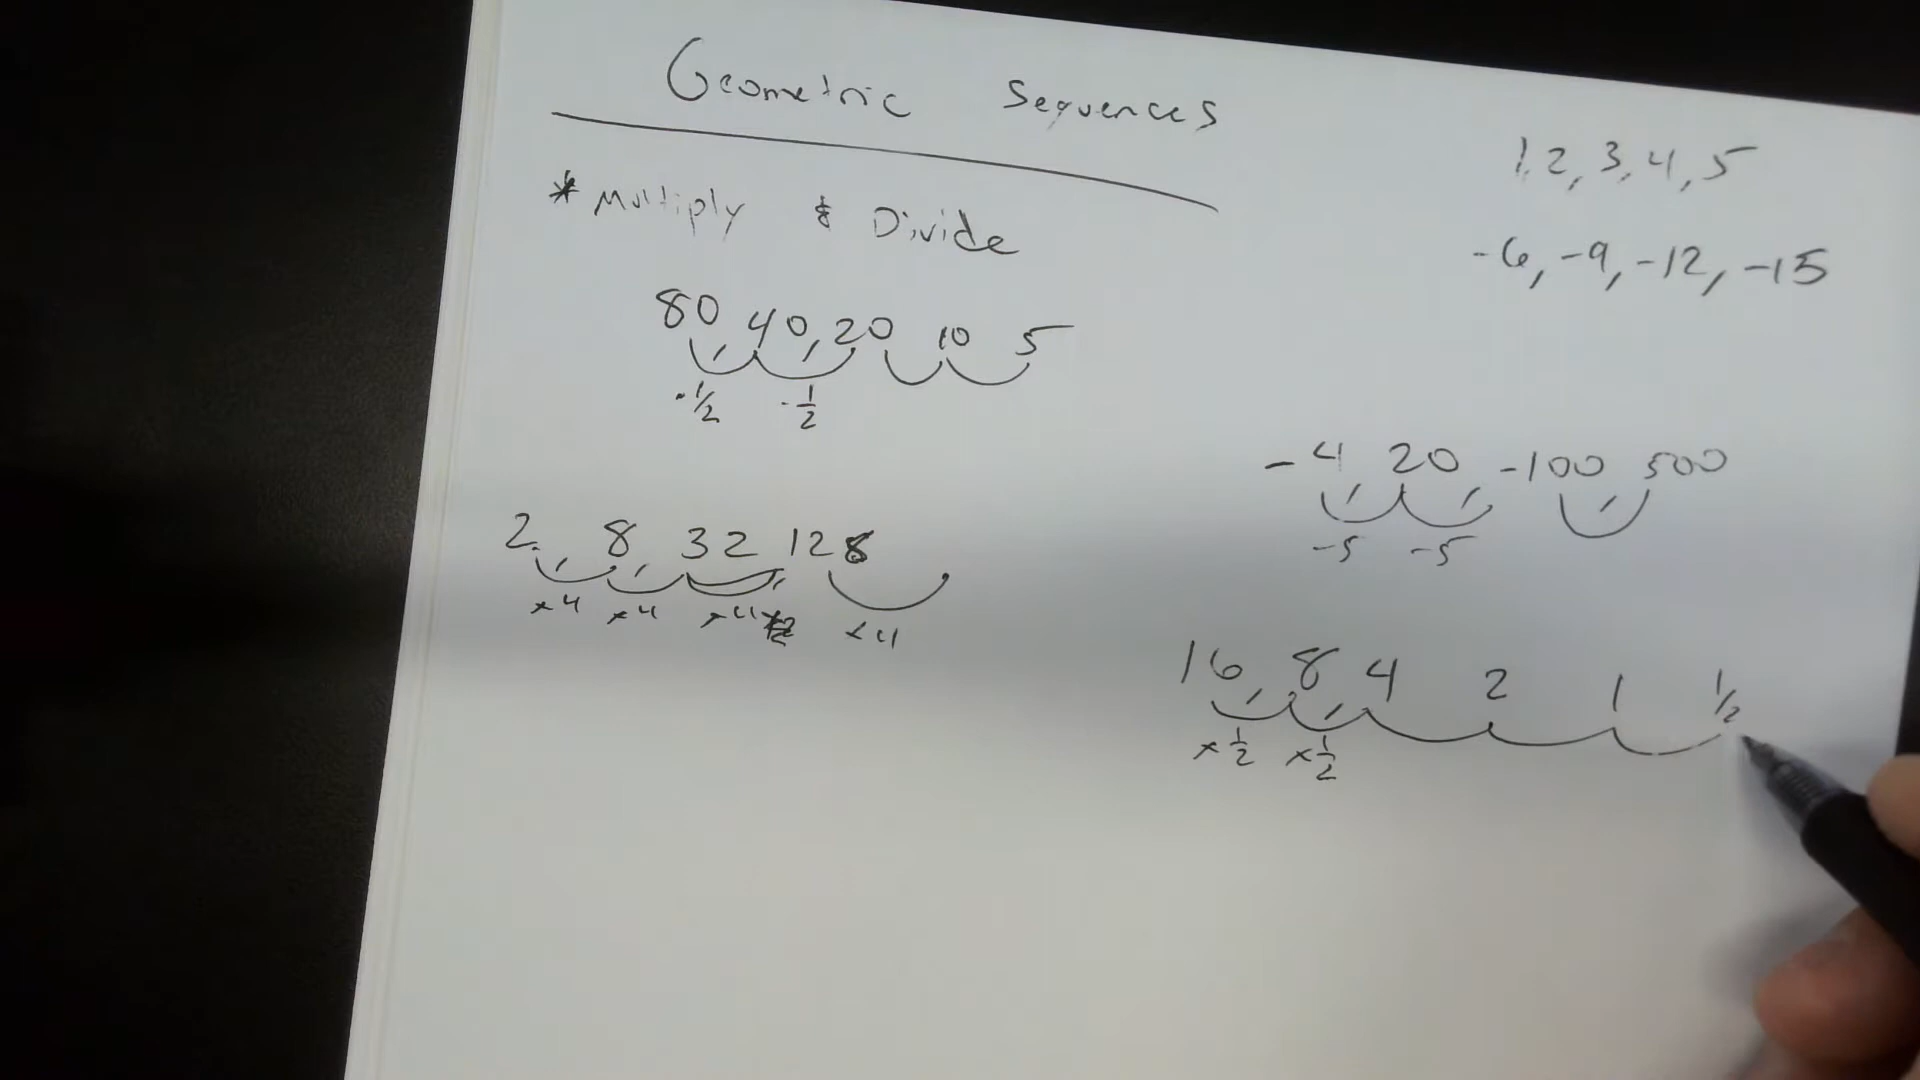 Geometric Sequences
* Multiply & Divide
1, 2, 3, 4, 5
-6, -9, -12, -15
80, 40, 20 10 5
·1/2 ·1/2
-4, 20, -100, 500
-5 -5
2, 8, 32, 128
×4 ×4 ×4 ×4
16, 8, 4 2 1 1/2
×1/2 ×1/2